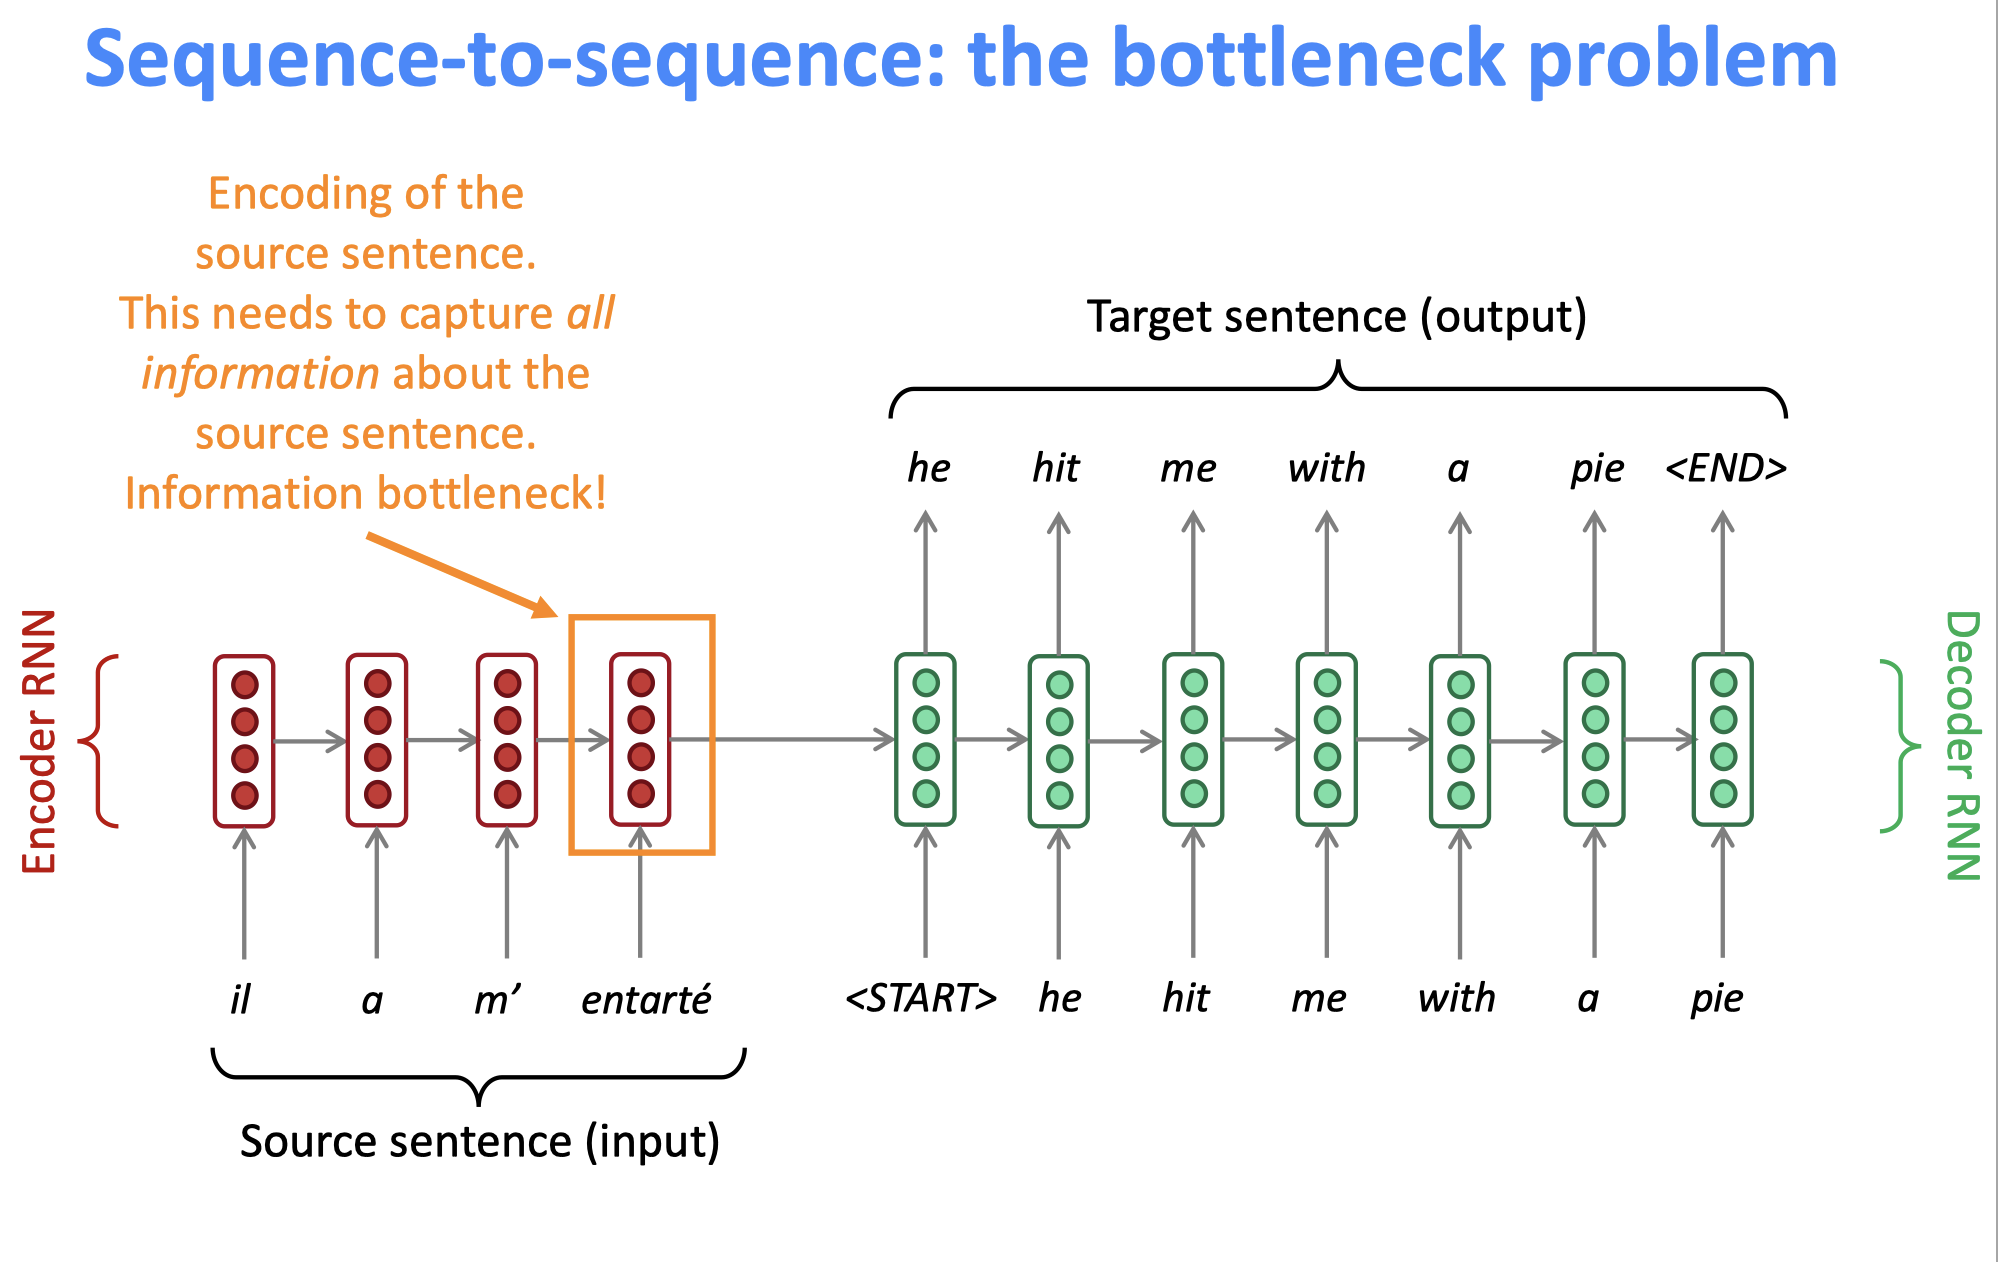 Sequence-to-sequence: the bottleneck problem
Encoding of the
source sentence.
This needs to capture all
information about the
source sentence.
Information bottleneck!
Target sentence (output)
he hit me with a pie <END>
Encoder RNN
Decoder RNN
il a m’ entarté
<START> he hit me with a pie
Source sentence (input)